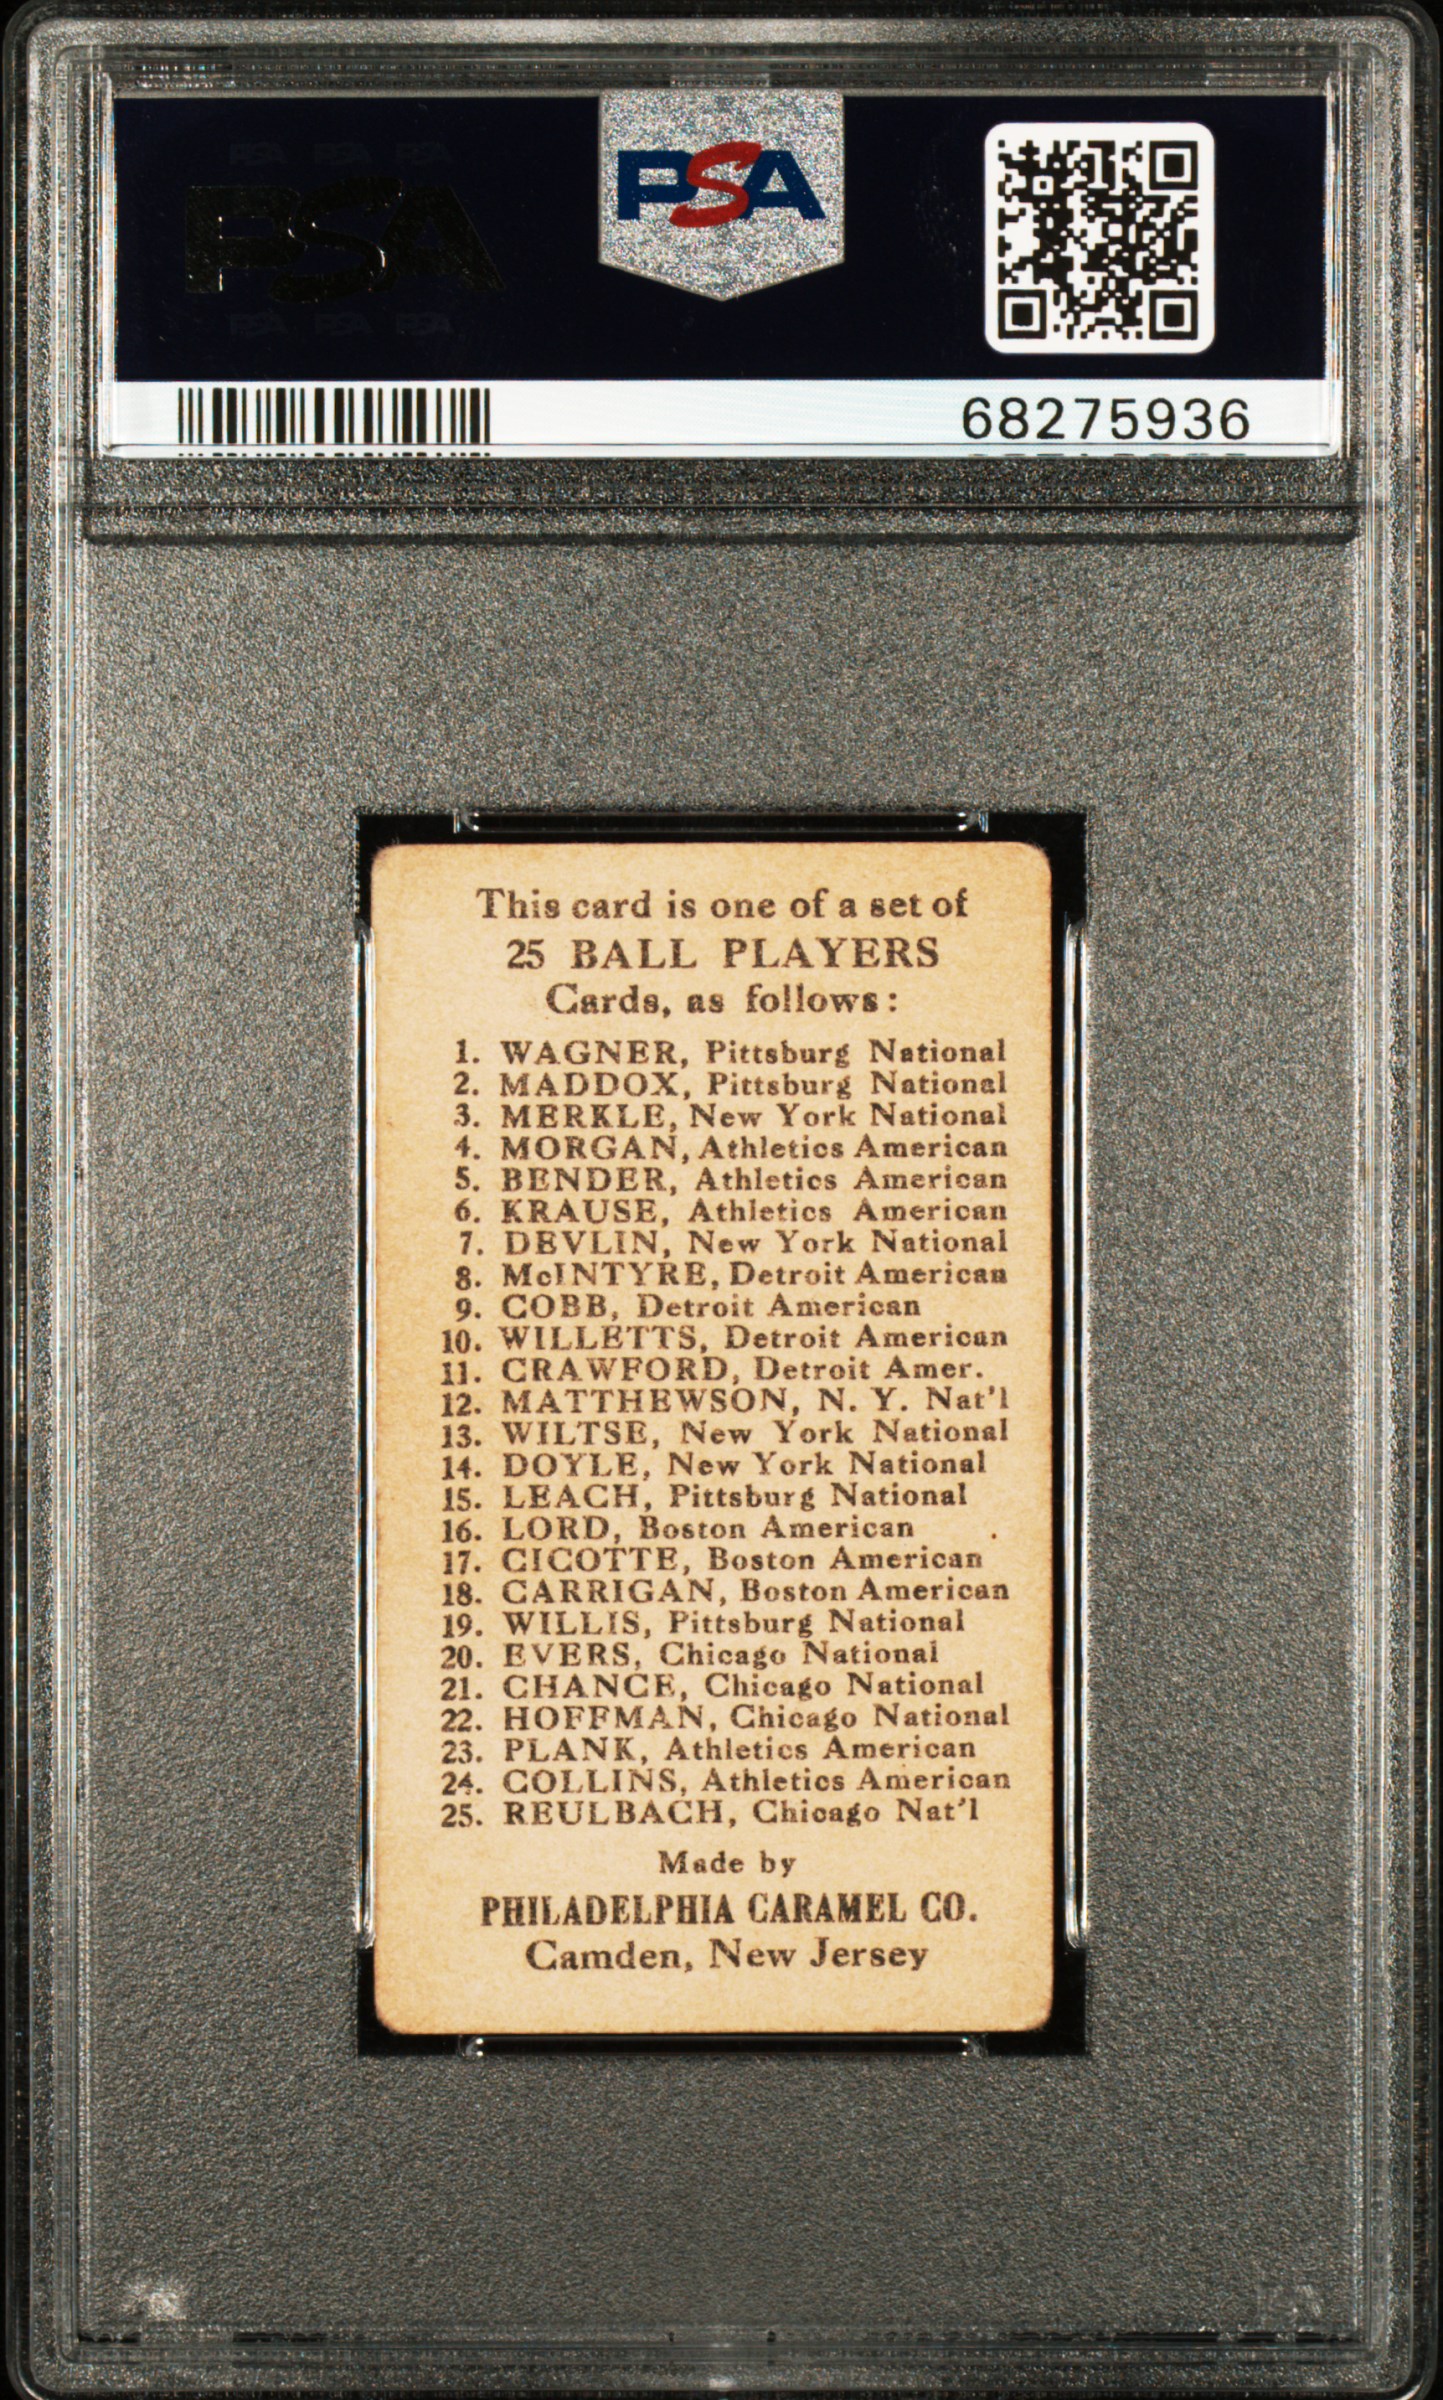 PSA PSA PSA
PSA
PSA PSA PSA
PSA
68275936
This card is one of a set of
25 BALL PLAYERS
Cards, as follows:
1. WAGNER, Pittsburg National
2. MADDOX, Pittsburg National
3. MERKLE, New York National
4. MORGAN, Athletics American
5. BENDER, Athletics American
6. KRAUSE, Athletics American
7. DEVLIN, New York National
8. McINTYRE, Detroit American
9. COBB, Detroit American
10. WILLETTS, Detroit American
11. CRAWFORD, Detroit Amer.
12. MATTHEWSON, N. Y. Nat'l
13. WILTSE, New York National
14. DOYLE, New York National
15. LEACH, Pittsburg National
16. LORD, Boston American
17. CICOTTE, Boston American
18. CARRIGAN, Boston American
19. WILLIS, Pittsburg National
20. EVERS, Chicago National
21. CHANCE, Chicago National
22. HOFFMAN, Chicago National
23. PLANK, Athletics American
24. COLLINS, Athletics American
25. REULBACH, Chicago Nat'l
Made by
PHILADELPHIA CARAMEL CO.
Camden, New Jersey